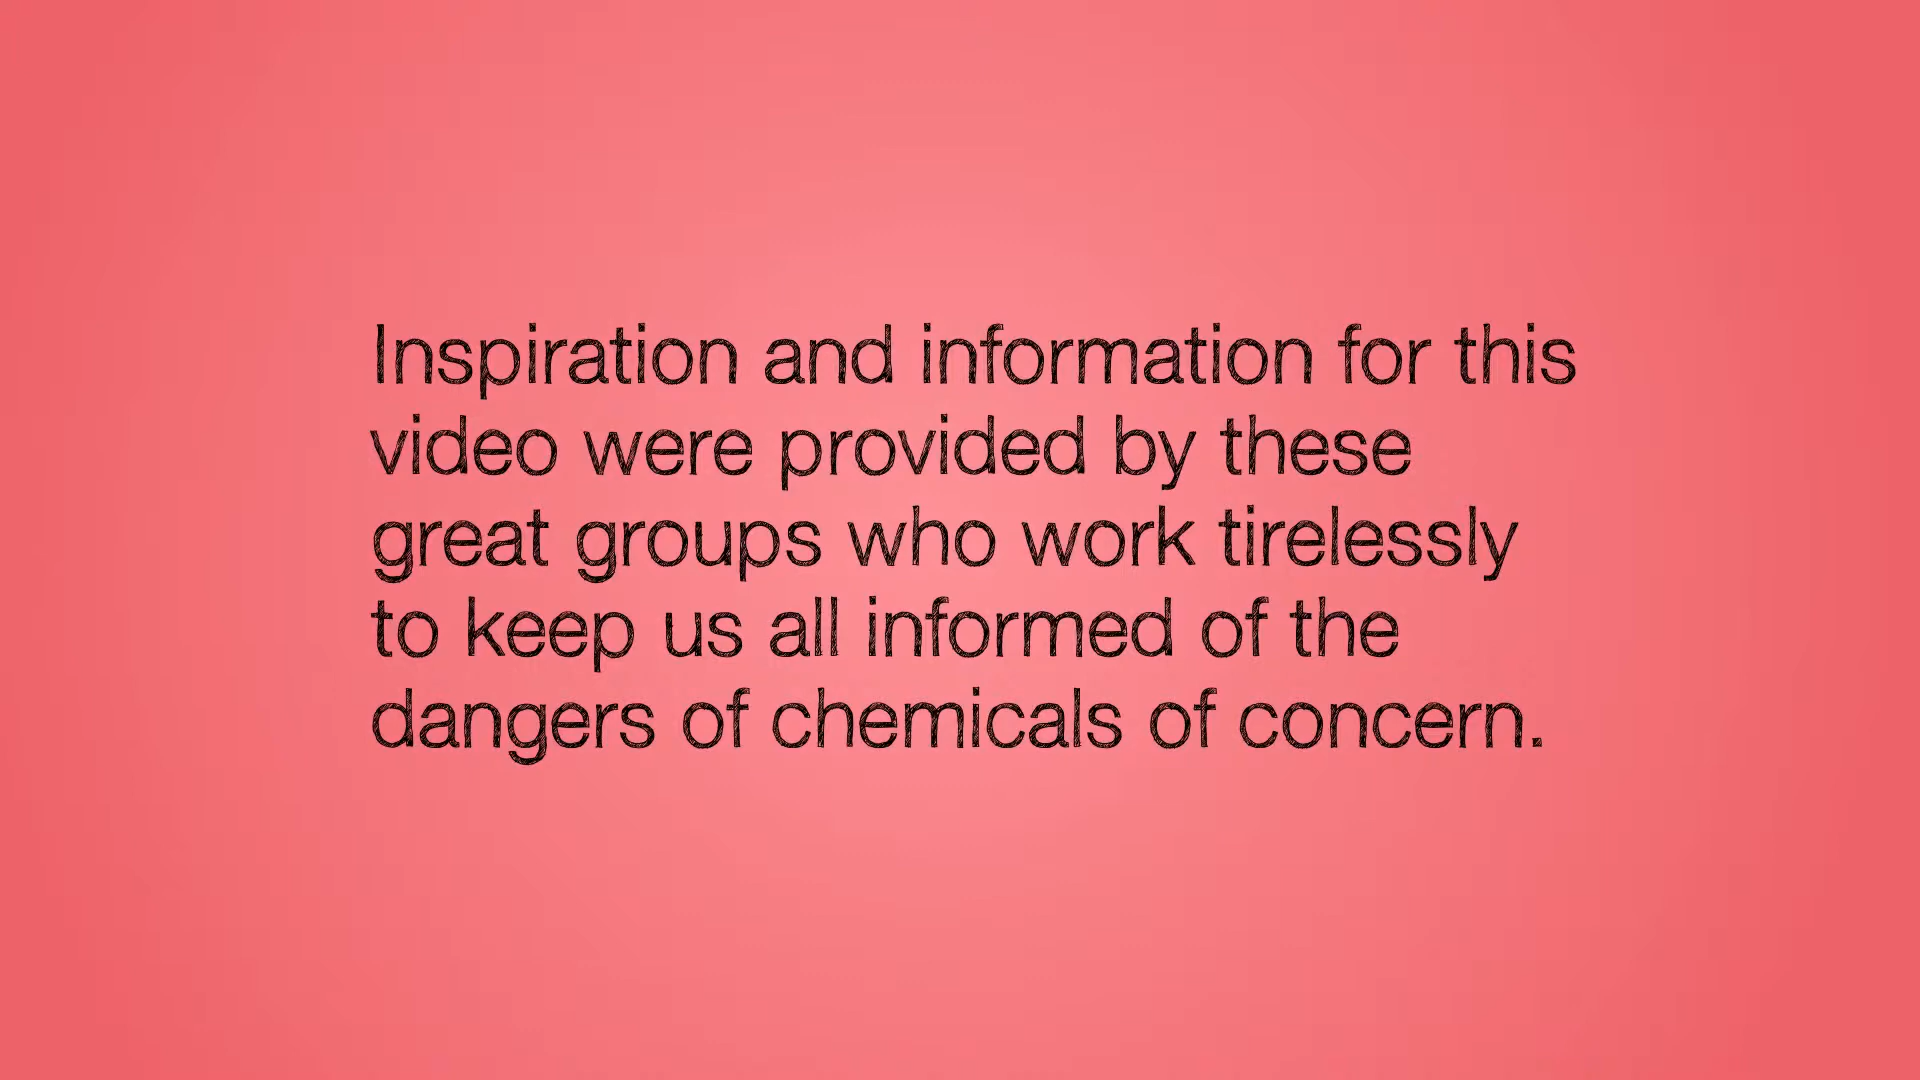 Inspiration and information for this
video were provided by these
great groups who work tirelessly
to keep us all informed of the
dangers of chemicals of concern.